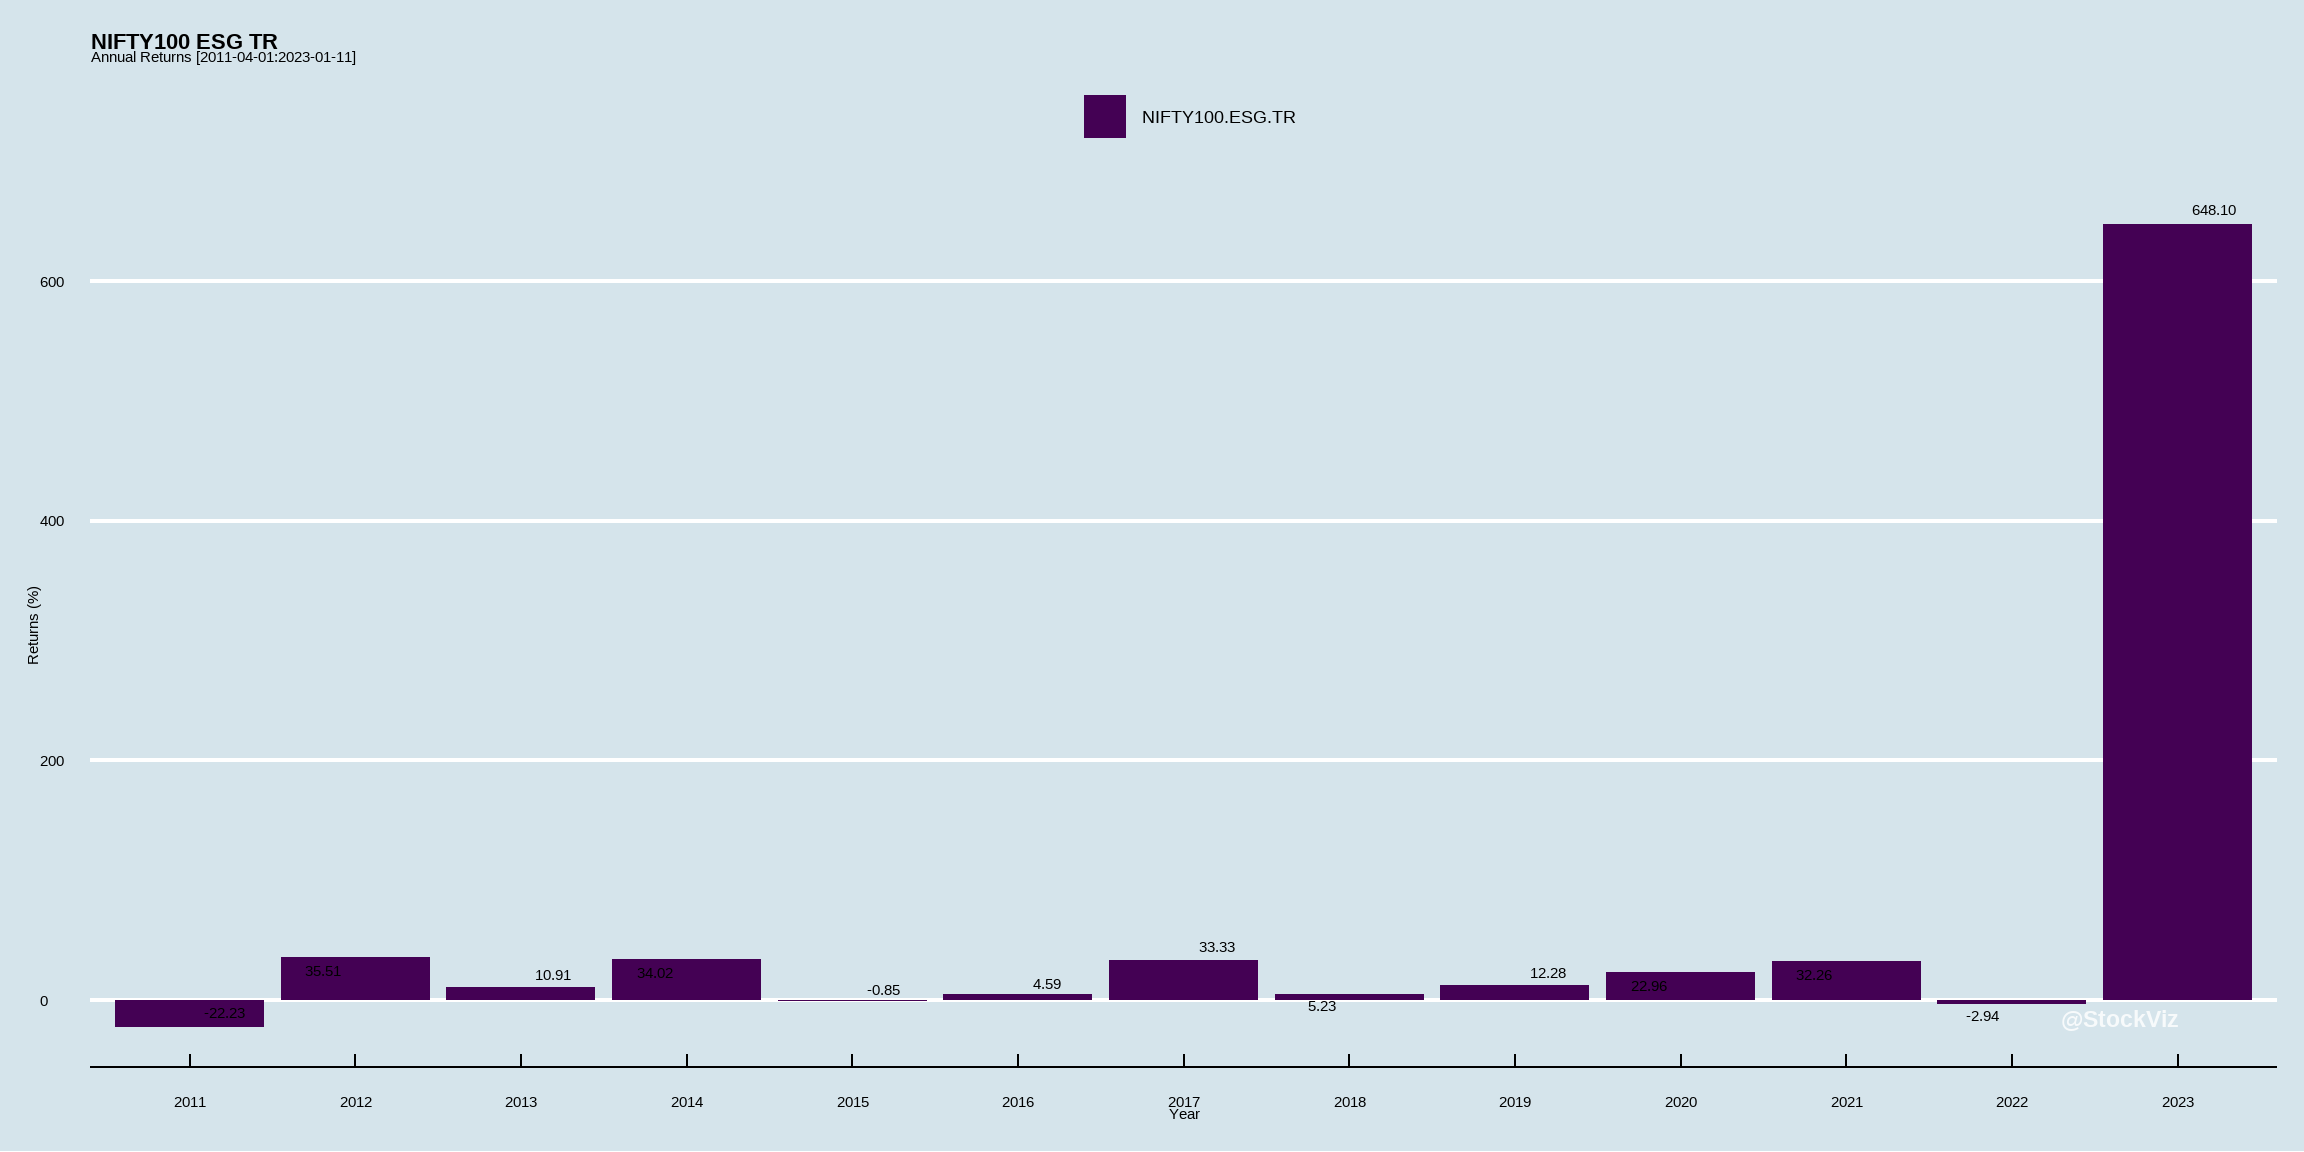 NIFTY100 ESG TR
Annual Returns [2011-04-01:2023-01-11]
NIFTY100.ESG.TR
648.10
600
400
Returns (%)
200
33.33
35.51
34.02
10.91
12.28
32.26
4.59
22.96
-0.85
0
5.23
-22.23
-2.94
@StockViz
2011 2012 2013 2014 2015 2016 2017 2018 2019 2020 2021 2022 2023
Year